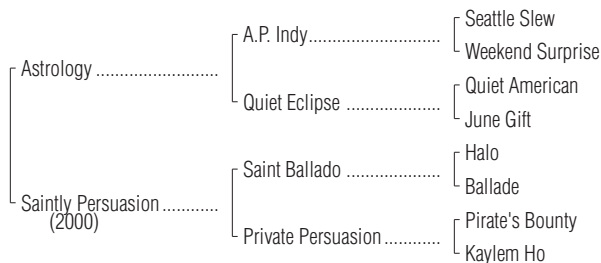 Seattle Slew
A.P. Indy............................
Weekend Surprise
Astrology ..........................
Quiet American
Quiet Eclipse ....................
June Gift
Halo
Saint Ballado ....................
Ballade
Saintly Persuasion ............
(2000)
Pirate's Bounty
Private Persuasion ............
Kaylem Ho